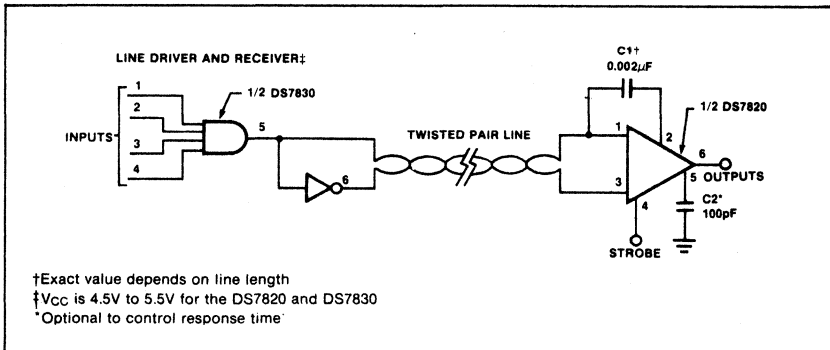 LINE DRIVER AND RECEIVER‡
1
2
3
4
INPUTS
1/2 DS7830
5
6
TWISTED PAIR LINE
C1†
0.002μF
1/2 DS7820
1
2
3
4
5
6
OUTPUTS
C2*
100pF
STROBE
†Exact value depends on line length
‡VCC is 4.5V to 5.5V for the DS7820 and DS7830
*Optional to control response time